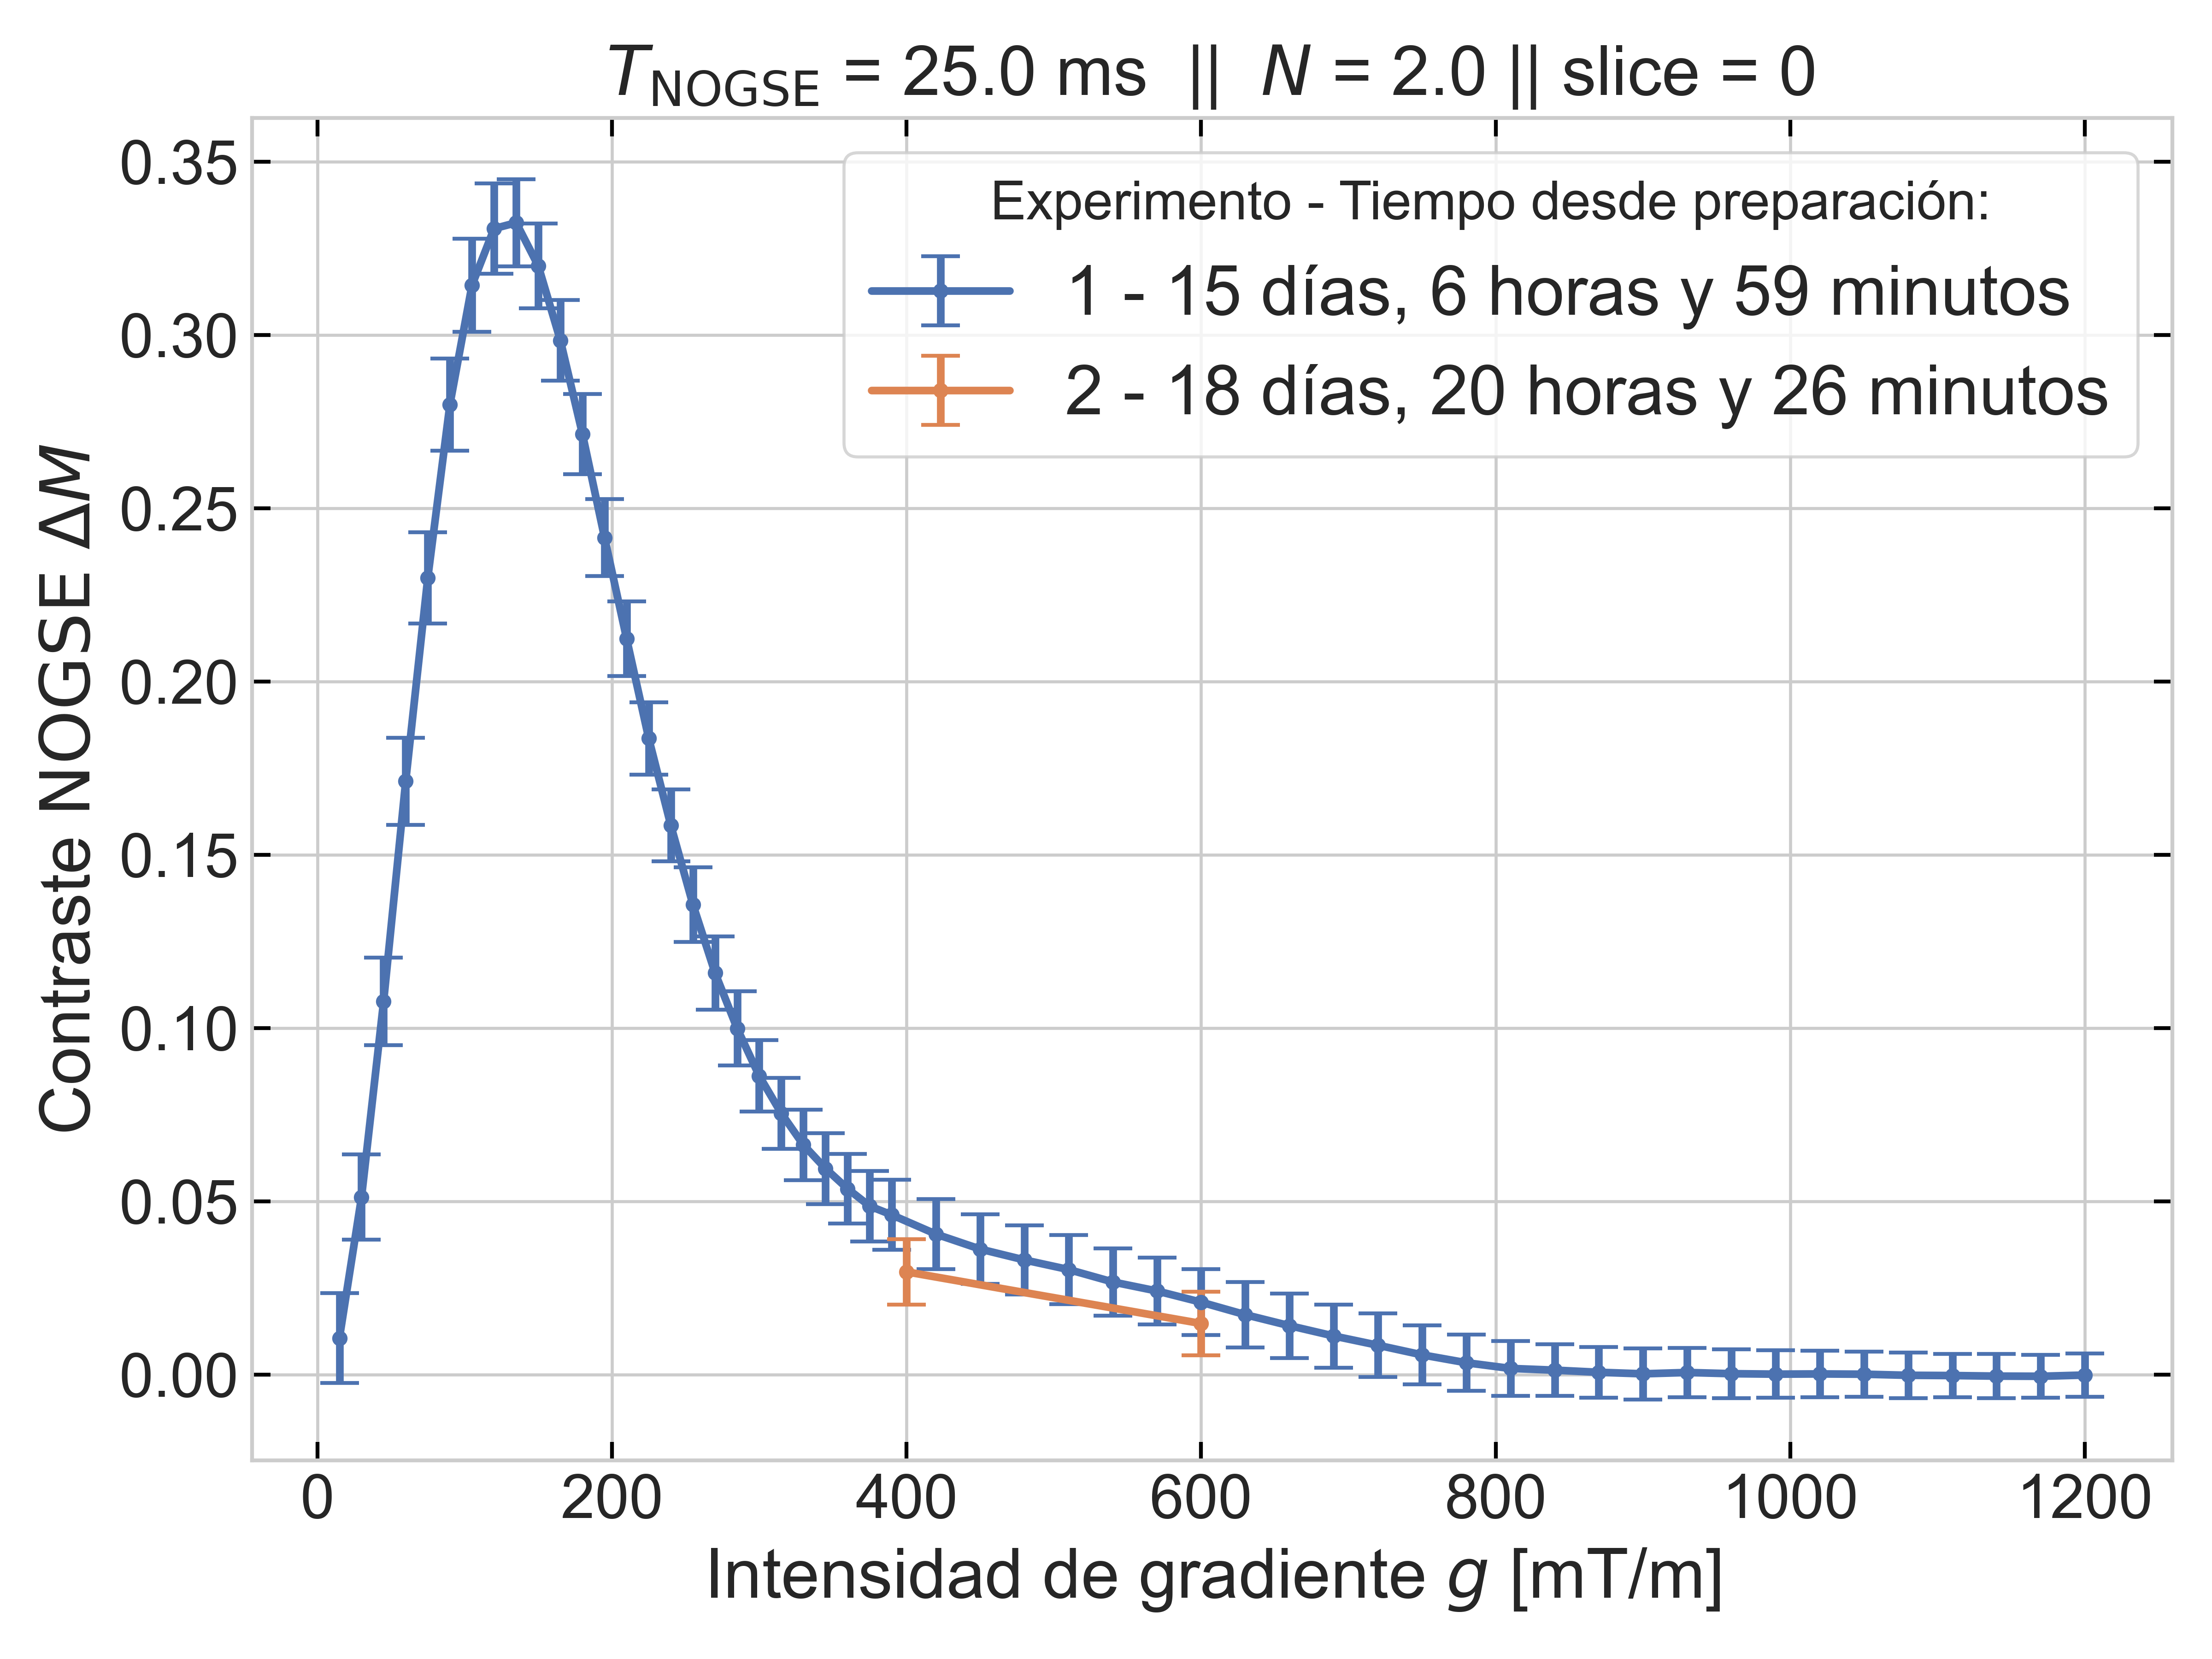 T_NOGSE = 25.0 ms || N = 2.0 || slice = 0
Contraste NOGSE ΔM
0.35
0.30
0.25
0.20
0.15
0.10
0.05
0.00
Experimento - Tiempo desde preparación:
1 - 15 días, 6 horas y 59 minutos
2 - 18 días, 20 horas y 26 minutos
0 200 400 600 800 1000 1200
Intensidad de gradiente g [mT/m]